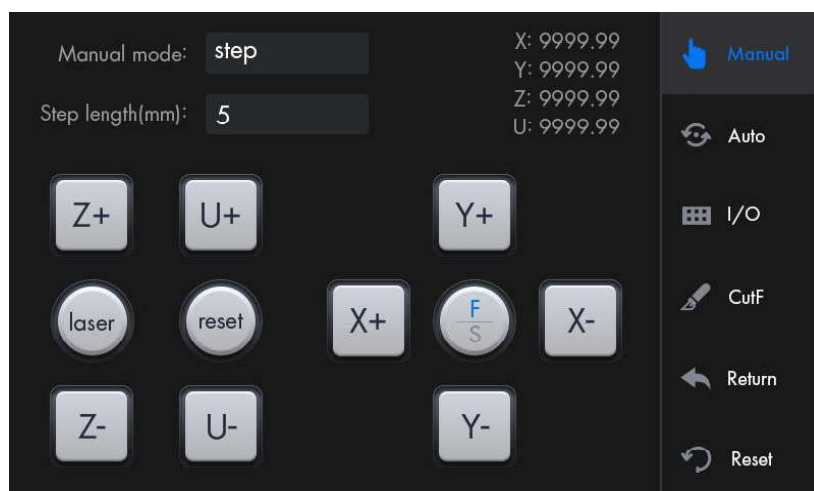 Manual mode: step
Step length(mm): 5
X: 9999.99
Y: 9999.99
Z: 9999.99
U: 9999.99
Z+ U+ Y+
laser reset X+ F/S X-
Z- U- Y-
Manual
Auto
I/O
CutF
Return
Reset